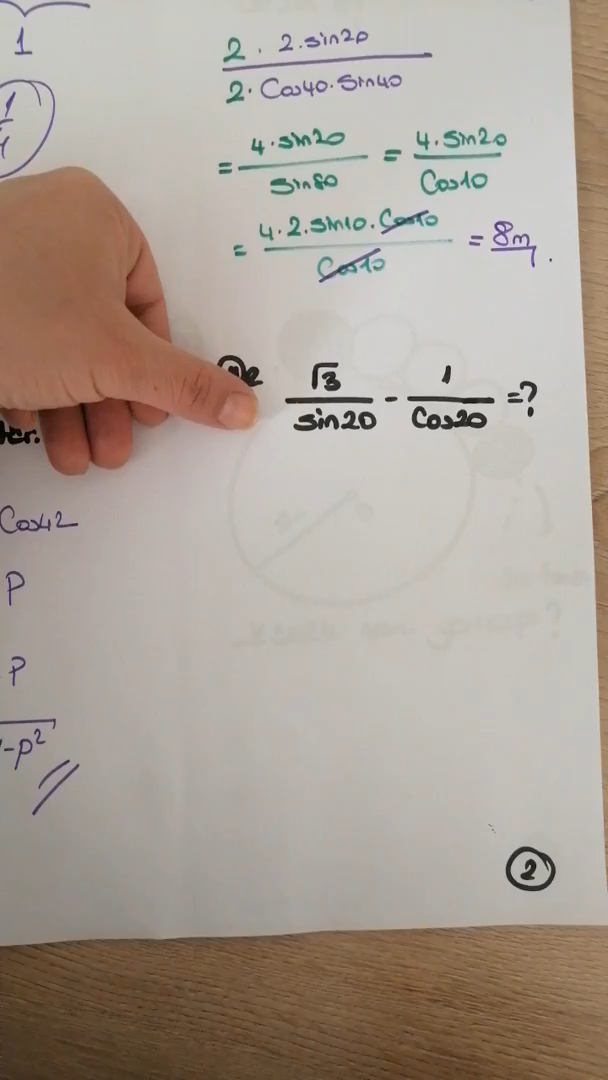 1
2 . 2.sin20
2. Cos40.Sin40
= 4.sin20 = 4.sin20
sin80 Cos10
= 4.2.sin10.Cos10 = 8m
Cos10
√3 - 1 =?
sin20 Cos20
Cos42
P
P
-p²
2